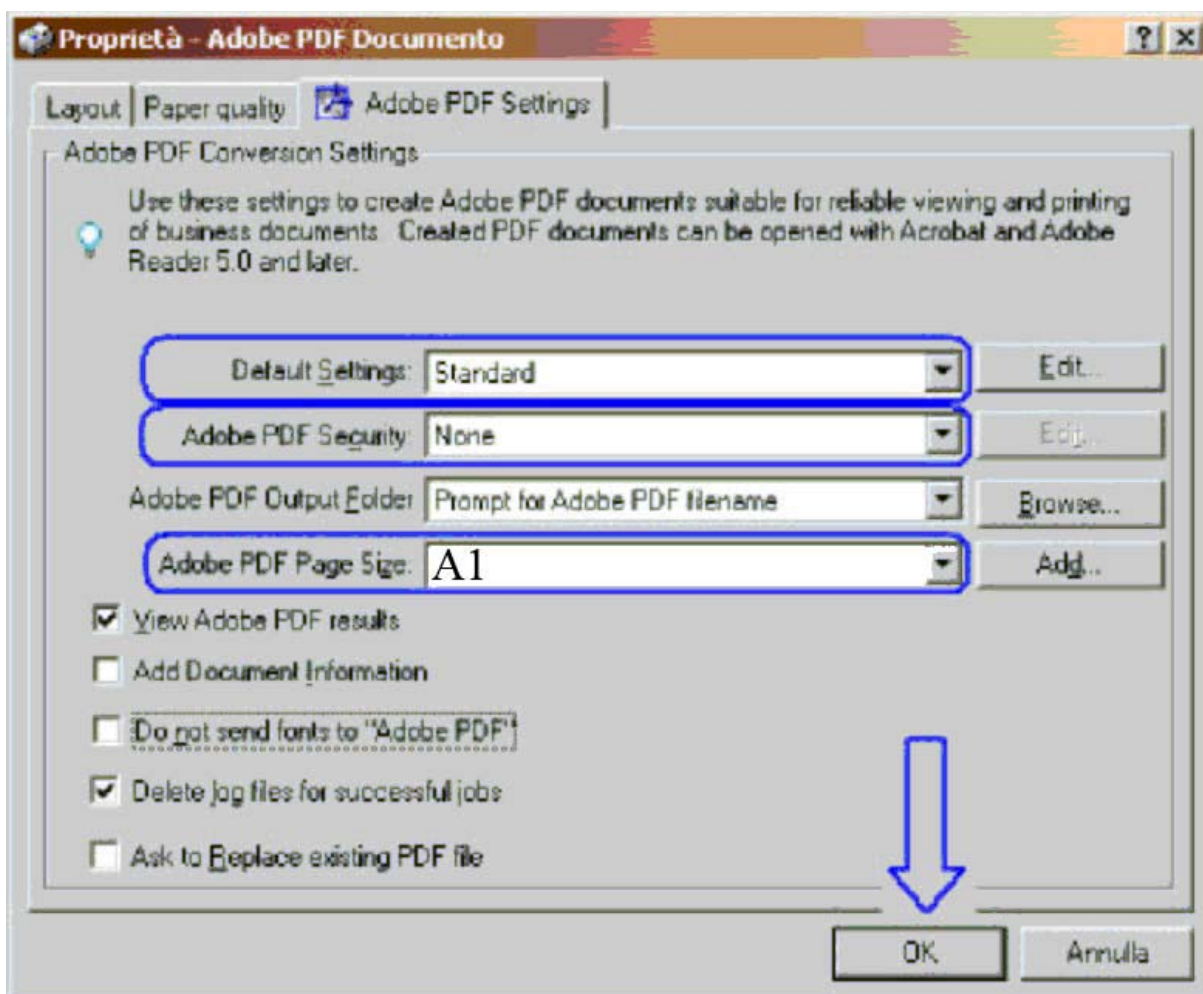 Proprietà - Adobe PDF Documento
? ×
Layout Paper quality Adobe PDF Settings
Adobe PDF Conversion Settings
Use these settings to create Adobe PDF documents suitable for reliable viewing and printing
of business documents. Created PDF documents can be opened with Acrobat and Adobe
Reader 5.0 and later.
Default Settings: Standard Edit...
Adobe PDF Security: None Edit...
Adobe PDF Output Folder Prompt for Adobe PDF filename Browse...
Adobe PDF Page Size: A1 Add...
View Adobe PDF results
Add Document Information
Do not send fonts to "Adobe PDF"
Delete log files for successful jobs
Ask to Replace existing PDF file
OK Annulla